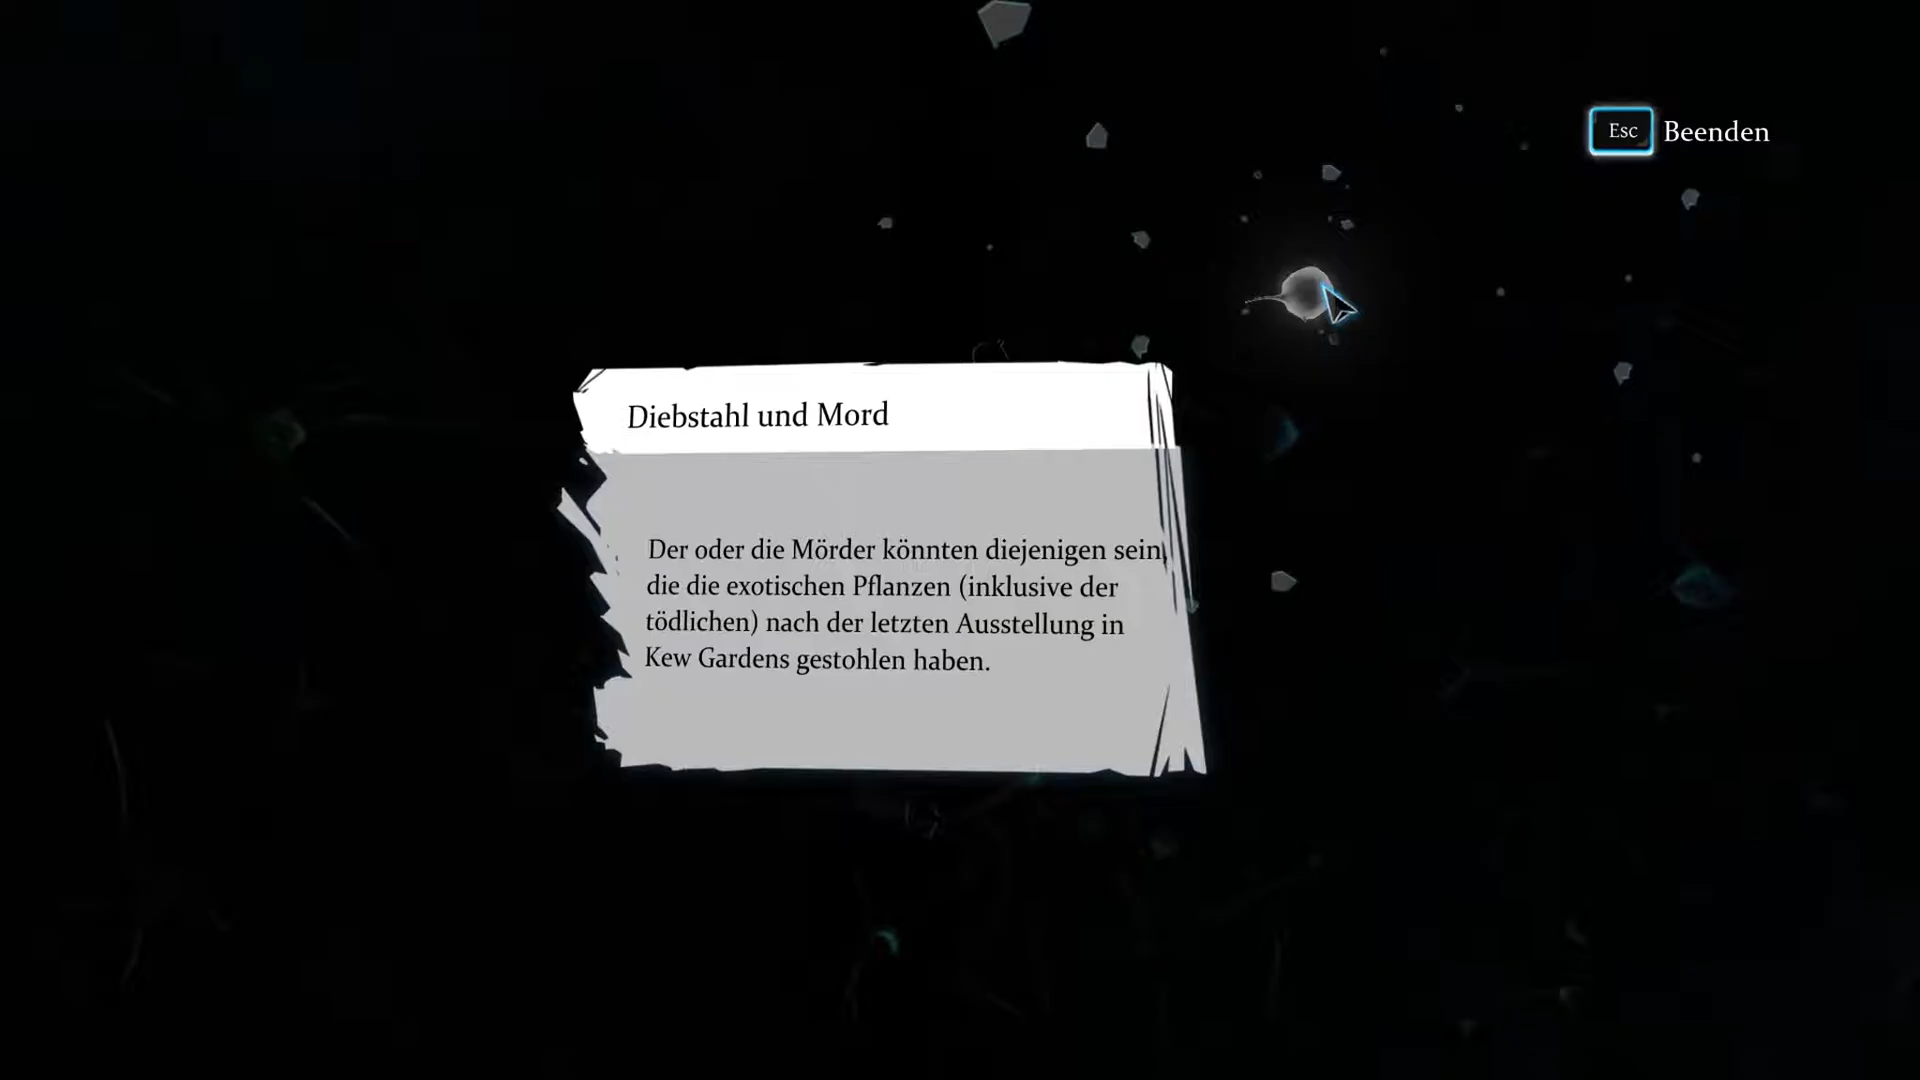 Esc Beenden
Diebstahl und Mord
Der oder die Mörder könnten diejenigen sein,
die die exotischen Pflanzen (inklusive der
tödlichen) nach der letzten Ausstellung in
Kew Gardens gestohlen haben.